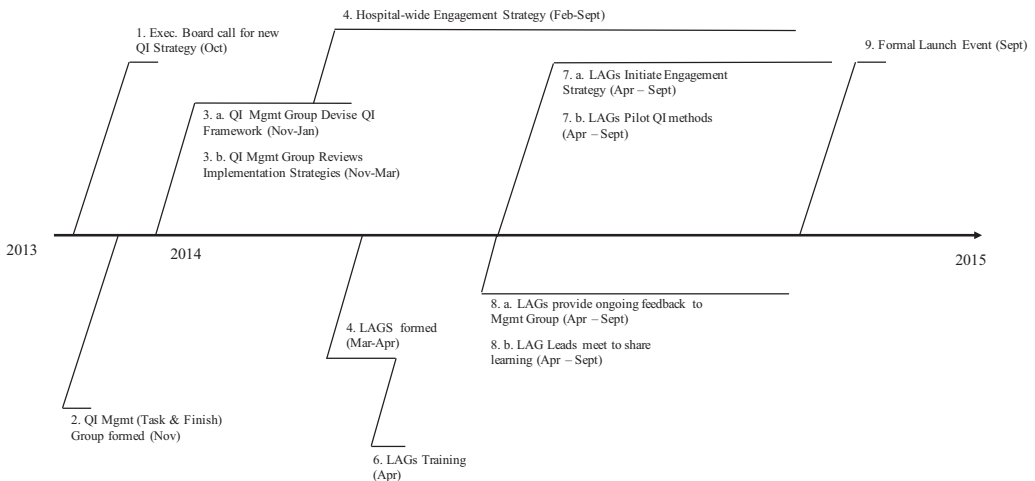 4. Hospital-wide Engagement Strategy (Feb-Sept)
1. Exec. Board call for new
QI Strategy (Oct)
9. Formal Launch Event (Sept)
7. a. LAGs Initiate Engagement
Strategy (Apr – Sept)
7. b. LAGs Pilot QI methods
(Apr – Sept)
3. a. QI Mgmt Group Devise QI
Framework (Nov-Jan)
3. b. QI Mgmt Group Reviews
Implementation Strategies (Nov-Mar)
2013
2014
2015
8. a. LAGs provide ongoing feedback to
Mgmt Group (Apr – Sept)
8. b. LAG Leads meet to share
learning (Apr – Sept)
4. LAGS formed
(Mar-Apr)
2. QI Mgmt (Task & Finish)
Group formed (Nov)
6. LAGs Training
(Apr)